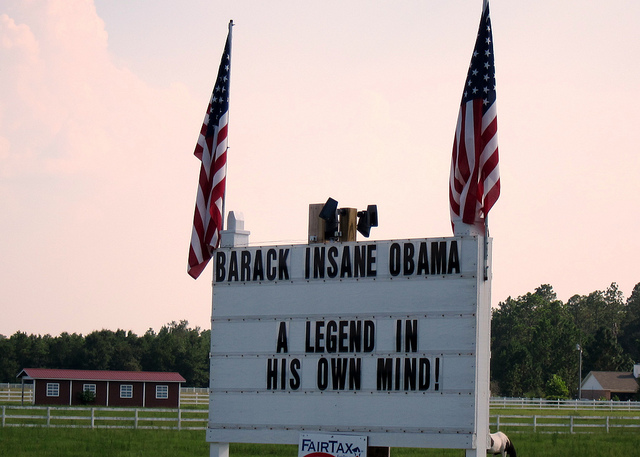 BARACK INSANE OBAMA
A LEGEND IN
HIS OWN MIND!
FAIRTAX